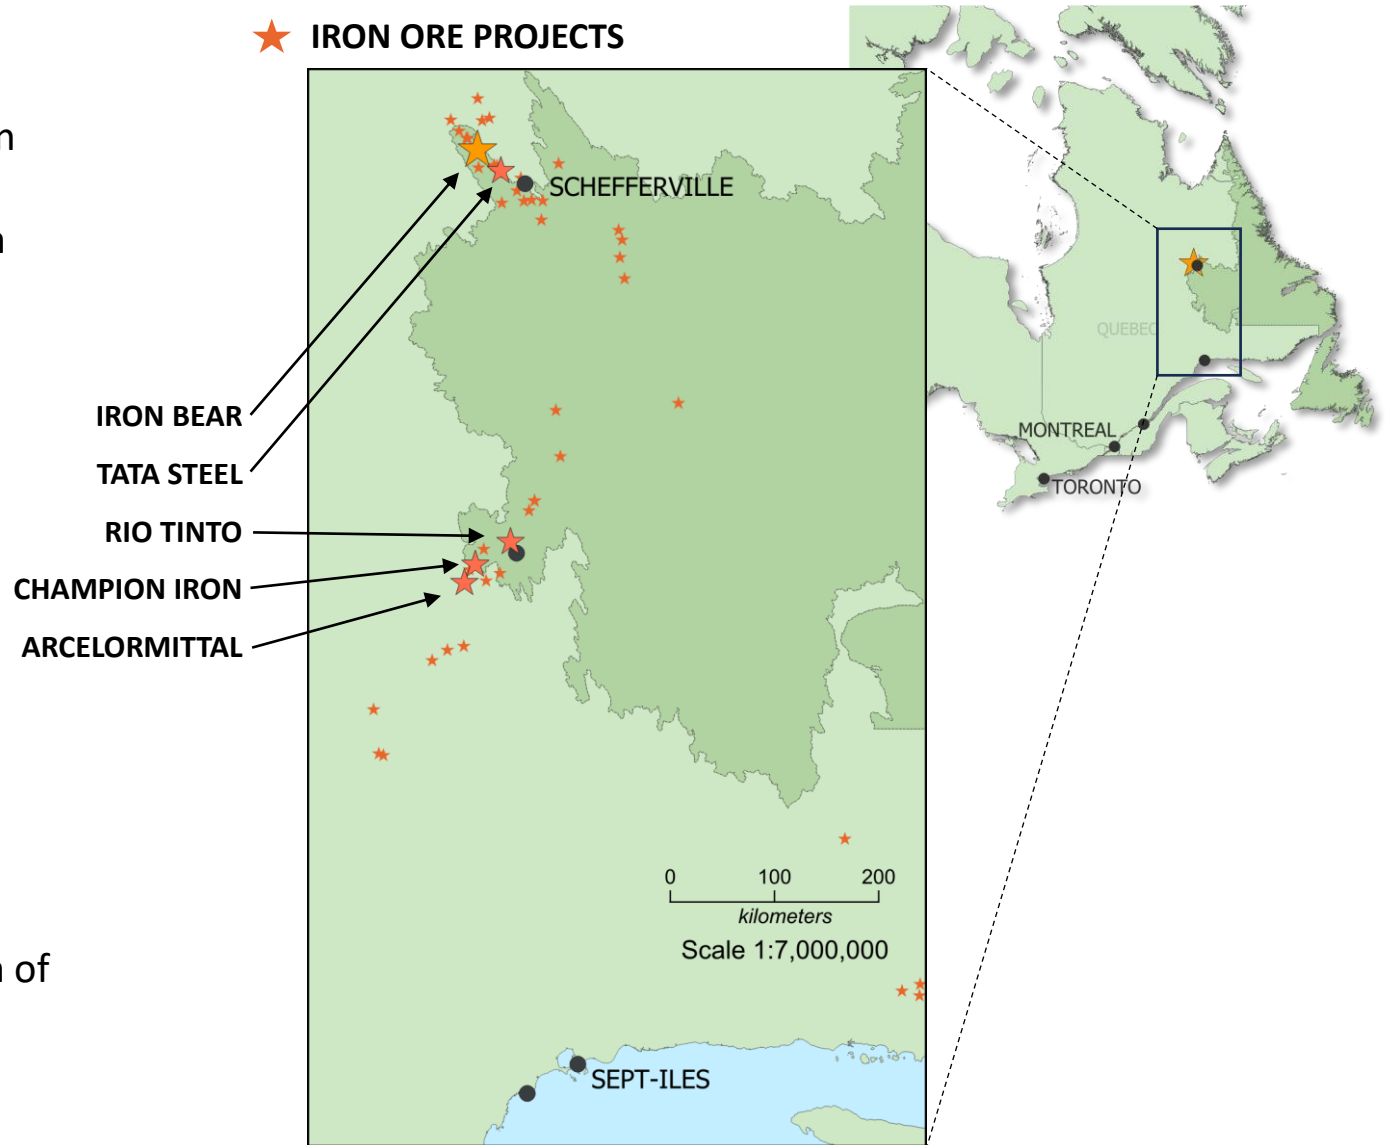 IRON ORE PROJECTS
SCHEFFERVILLE
IRON BEAR
TATA STEEL
RIO TINTO
CHAMPION IRON
ARCELORMITTAL
0 100 200
kilometers
Scale 1:7,000,000
of
SEPT-ILES
QUEBEC
MONTREAL
TORONTO